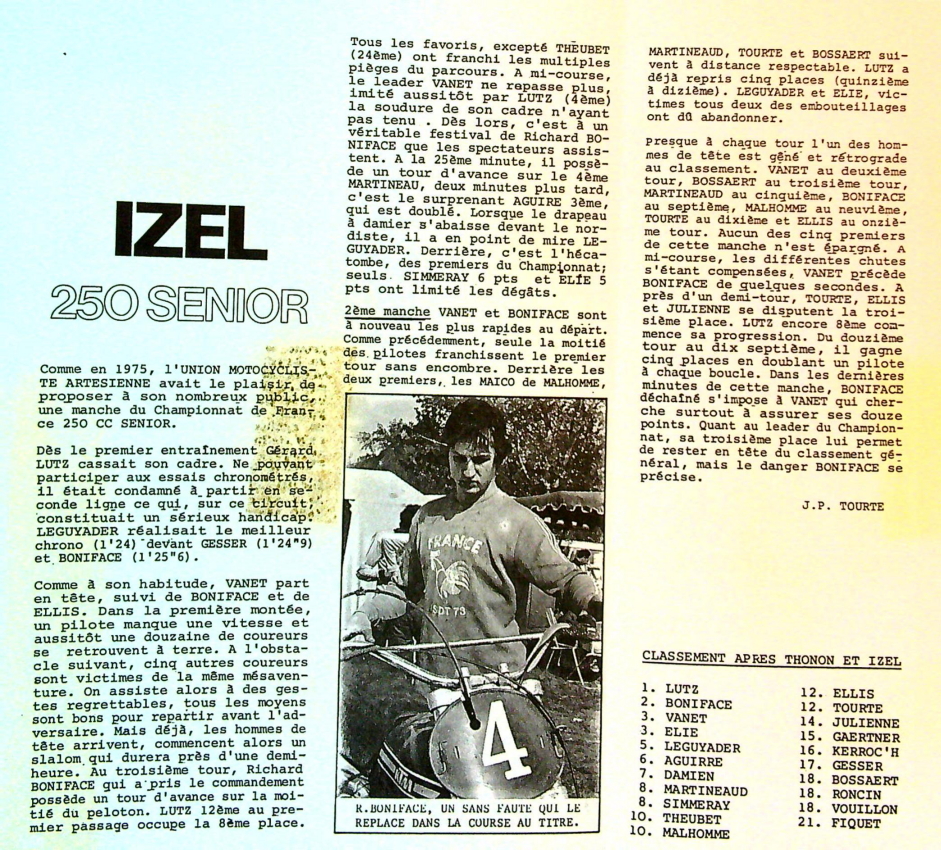 IZEL
250 SENIOR
Comme en 1975, l'UNION MOTOCYCLIS-
TE ARTESIENNE avait le plaisir de
proposer à son nombreux public,
une manche du Championnat de Fran-
ce 250 CC SENIOR.
Dès le premier entraînement Gérard
LUTZ cassait son cadre. Ne pouvant
participer aux essais chronométrés,
il était condamné à partir en se-
conde ligne ce qui, sur ce circuit,
constituait un sérieux handicap.
LEGUYADER réalisait le meilleur
chrono (1'24) devant GESSER (1'24"9)
et BONIFACE (1'25"6).
Comme à son habitude, VANET part
en tête, suivi de BONIFACE et de
ELLIS. Dans la première montée,
un pilote manque une vitesse et
aussitôt une douzaine de coureurs
se retrouvent à terre. A l'obsta-
cle suivant, cinq autres coureurs
sont victimes de la même mésaven-
ture. On assiste alors à des ges-
tes regrettables, tous les moyens
sont bons pour repartir avant l'ad-
versaire. Mais déjà, les hommes de
tête arrivent, commencent alors un
slalom qui durera près d'une demi-
heure. Au troisième tour, Richard
BONIFACE qui a pris le commandement
possède un tour d'avance sur la moi-
tié du peloton. LUTZ 12ème au pre-
mier passage occupe la 8ème place.
Tous les favoris, excepté THEUBET
(24ème) ont franchi les multiples
pièges du parcours. A mi-course,
le leader VANET ne repasse plus,
imité aussitôt par LUTZ (4ème)
la soudure de son cadre n'ayant
pas tenu . Dès lors, c'est à un
véritable festival de Richard BO-
NIFACE que les spectateurs assis-
tent. A la 25ème minute, il possè-
de un tour d'avance sur le 4ème
MARTINEAU, deux minutes plus tard,
c'est le surprenant AGUIRE 3ème,
qui est doublé. Lorsque le drapeau
à damier s'abaisse devant le nor-
diste, il a en point de mire LE-
GUYADER. Derrière, c'est l'héca-
tombe, des premiers du Championnat;
seuls SIMMERAY 6 pts et ELIE 5
pts ont limité les dégâts.
2ème manche VANET et BONIFACE sont
à nouveau les plus rapides au départ.
Comme précédemment, seule la moitié
des pilotes franchissent le premier
tour sans encombre. Derrière les
deux premiers, les MAICO de MALHOMME,
FRANCE
SDT 73
4
R.BONIFACE, UN SANS FAUTE QUI LE
REPLACE DANS LA COURSE AU TITRE.
MARTINEAUD, TOURTE et BOSSAERT sui-
vent à distance respectable. LUTZ a
déjà repris cinq places (quinzième
à dizième). LEGUYADER et ELIE, vic-
times tous deux des embouteillages
ont dû abandonner.
presque à chaque tour l'un des hom-
mes de tête est gêné et rétrograde
au classement. VANET au deuxième
tour, BOSSAERT au troisième tour,
MARTINEAUD au cinquième, BONIFACE
au septième, MALHOMME au neuvième,
TOURTE au dixième et ELLIS au onziè-
me tour. Aucun des cinq premiers
de cette manche n'est épargné. A
mi-course, les différentes chutes
s'étant compensées, VANET précède
BONIFACE de quelques secondes. A
près d'un demi-tour, TOURTE, ELLIS
et JULIENNE se disputent la troi-
sième place. LUTZ encore 8ème com-
mence sa progression. Du douzième
tour au dix septième, il gagne
cinq places en doublant un pilote
à chaque boucle. Dans les dernières
minutes de cette manche, BONIFACE
déchaîné s'impose à VANET qui cher-
che surtout à assurer ses douze
points. Quant au leader du Champion-
nat, sa troisième place lui permet
de rester en tête du classement gé-
néral, mais le danger BONIFACE se
précise.
J.P. TOURTE
CLASSEMENT APRES THONON ET IZEL
1. LUTZ
2. BONIFACE
3. VANET
3. ELIE
5. LEGUYADER
6. AGUIRRE
7. DAMIEN
8. MARTINEAUD
8. SIMMERAY
10. THEUBET
10. MALHOMME
12. ELLIS
12. TOURTE
14. JULIENNE
15. GAERTNER
16. KERROC'H
17. GESSER
18. BOSSAERT
18. RONCIN
18. VOUILLON
21. FIQUET